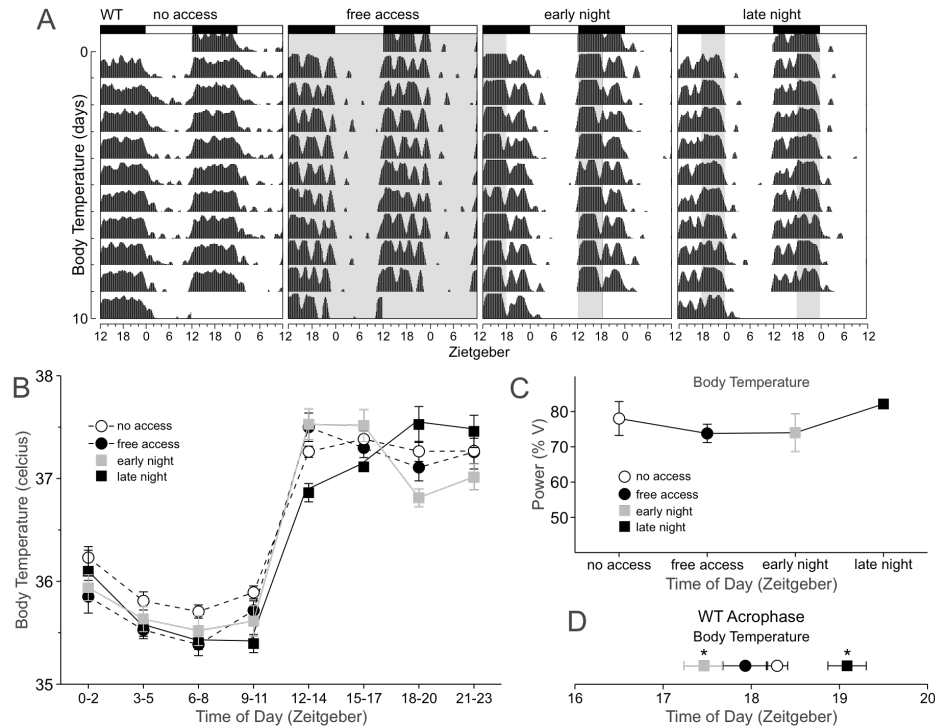 A
WT no access free access early night late night
0
10
Body Temperature (days)
12 18 0 6 12 18 0 6 12 18 0 6 12 18 0 6 12 18 0 6 12 18 0 6 12 18 0 6 12 18 0 6 12
Zietgeber
B
38
37
36
35
Body Temperature (celcius)
no access
free access
early night
late night
0-2 3-5 6-8 9-11 12-14 15-17 18-20 21-23
Time of Day (Zeitgeber)
C
Body Temperature
80
70
60
50
Power (% V)
no access
free access
early night
late night
no access free access early night late night
Time of Day (Zeitgeber)
D
WT Acrophase
Body Temperature
* *
16 17 18 19 20
Time of Day (Zeitgeber)